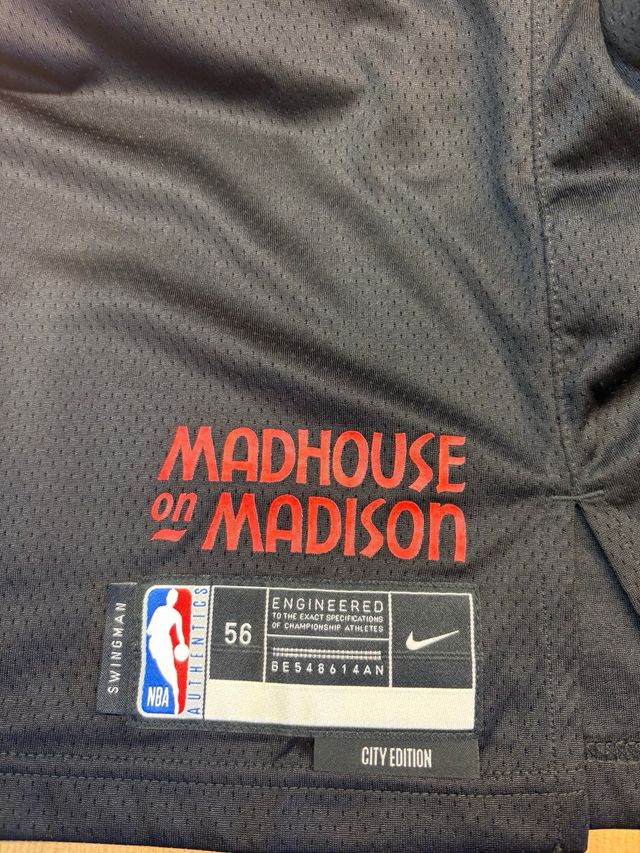 MADHOUSE
on MADISON
SWINGMAN
NBA
AUTHENTICS
56
ENGINEERED
TO THE EXACT SPECIFICATIONS
OF CHAMPIONSHIP ATHLETES
BE548614AN
CITY EDITION